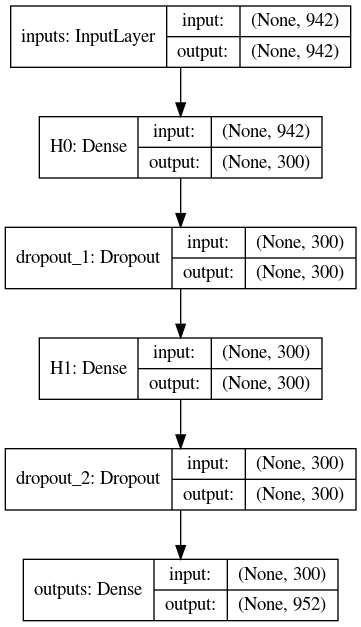 inputs: InputLayer
input: (None, 942)
output: (None, 942)
H0: Dense
input: (None, 942)
output: (None, 300)
dropout_1: Dropout
input: (None, 300)
output: (None, 300)
H1: Dense
input: (None, 300)
output: (None, 300)
dropout_2: Dropout
input: (None, 300)
output: (None, 300)
outputs: Dense
input: (None, 300)
output: (None, 952)